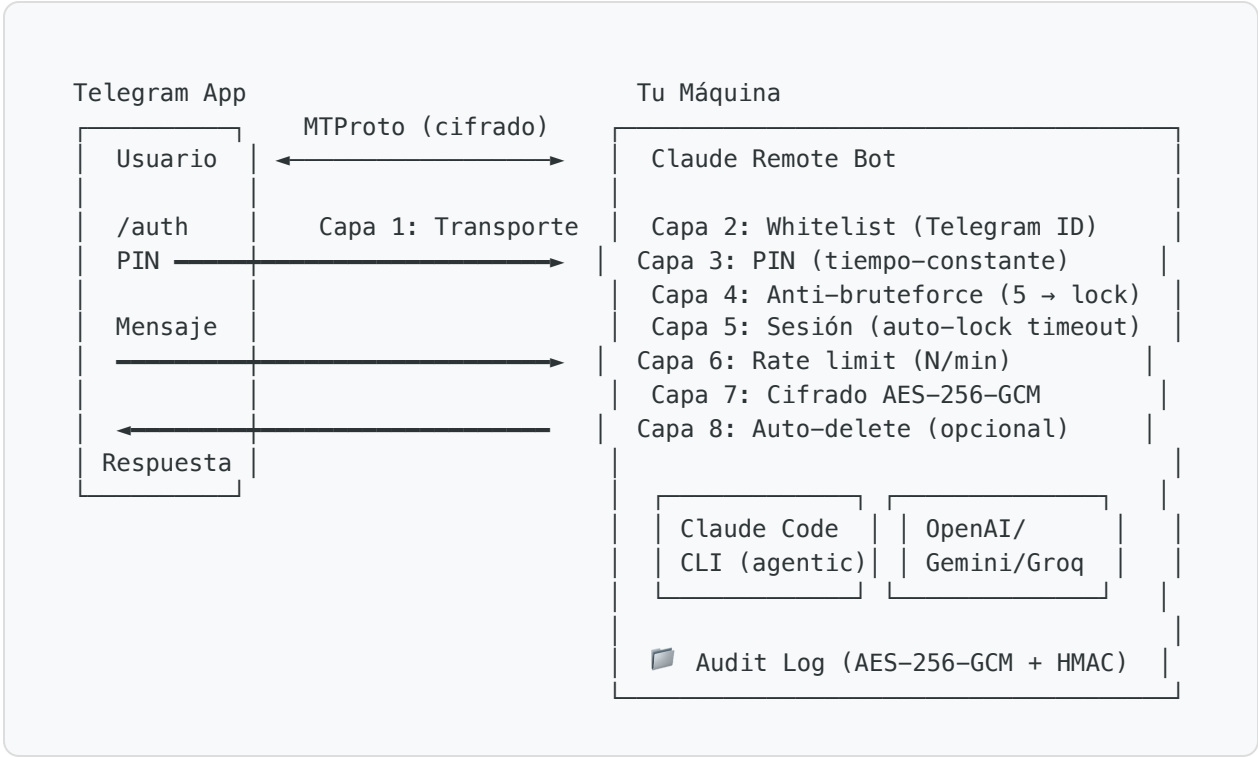 Telegram App
Tu Máquina
MTProto (cifrado)
Usuario
Claude Remote Bot
/auth
Capa 1: Transporte
Capa 2: Whitelist (Telegram ID)
PIN
Capa 3: PIN (tiempo-constante)
Capa 4: Anti-bruteforce (5 → lock)
Mensaje
Capa 5: Sesión (auto-lock timeout)
Capa 6: Rate limit (N/min)
Capa 7: Cifrado AES-256-GCM
Capa 8: Auto-delete (opcional)
Respuesta
Claude Code
CLI (agentic)
OpenAI/
Gemini/Groq
Audit Log (AES-256-GCM + HMAC)